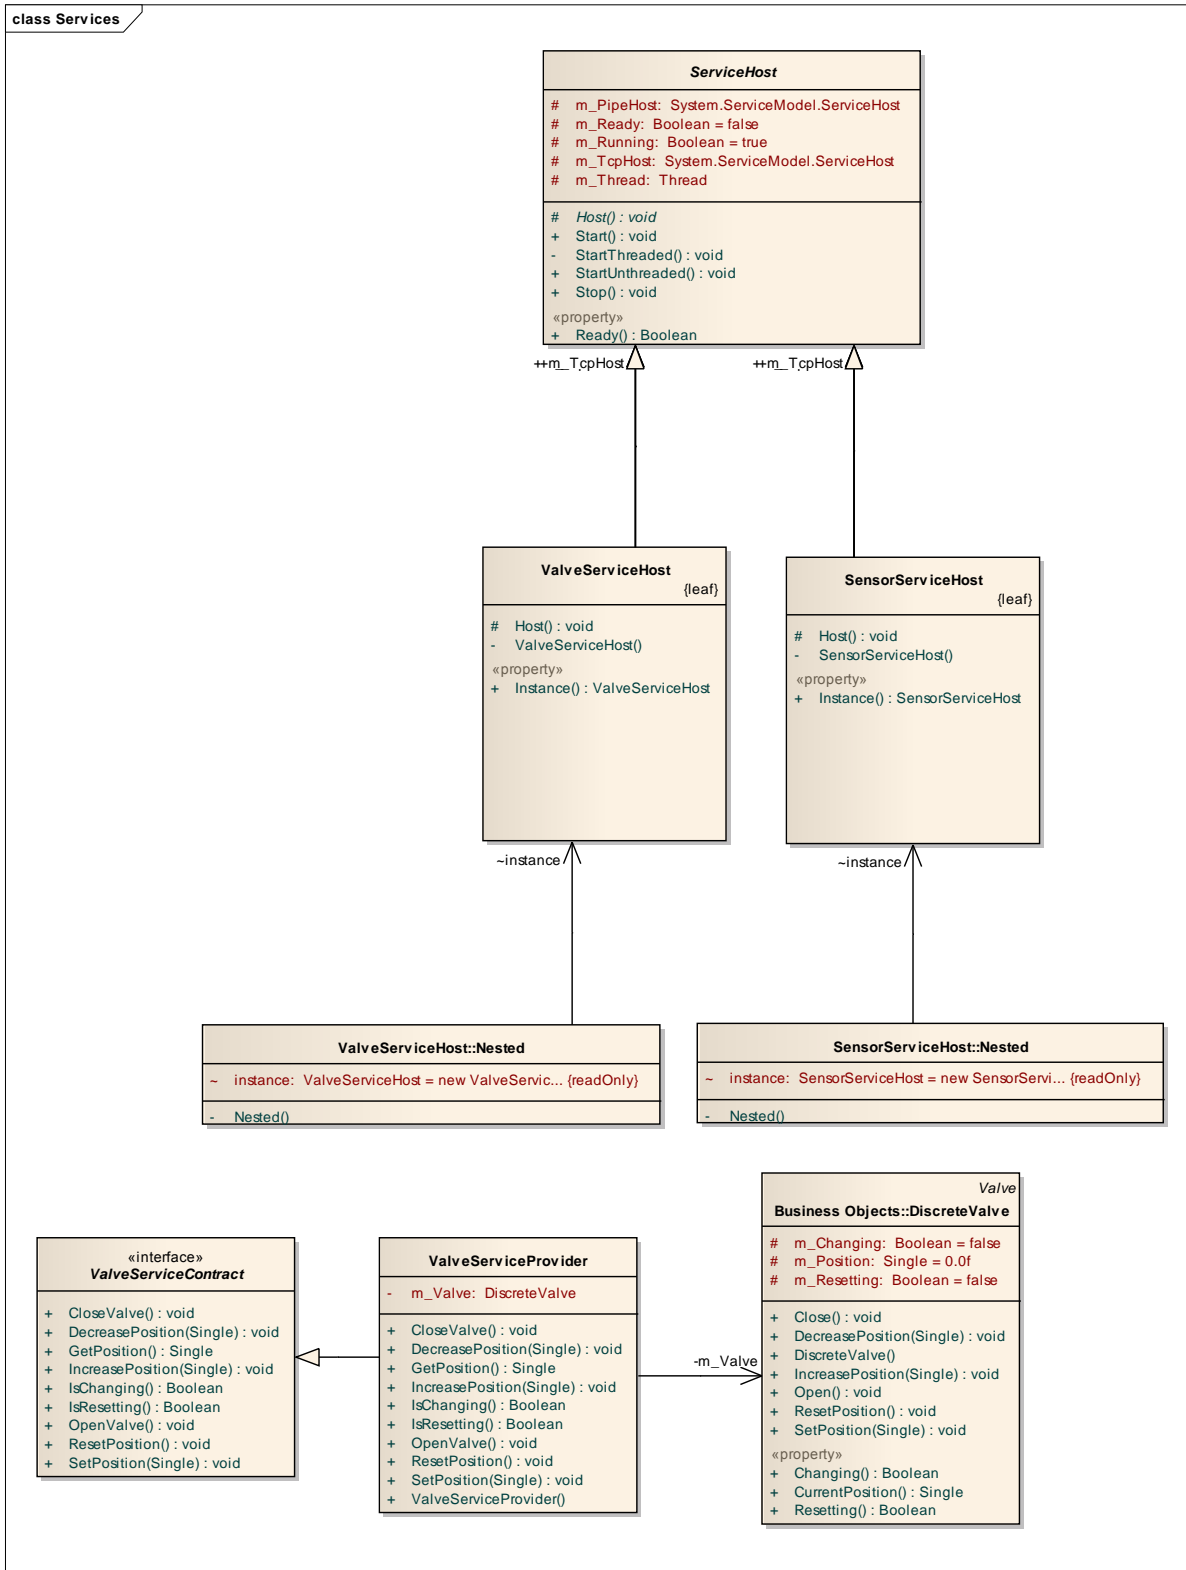 class Services
ServiceHost
# m_PipeHost: System.ServiceModel.ServiceHost
# m_Ready: Boolean = false
# m_Running: Boolean = true
# m_TcpHost: System.ServiceModel.ServiceHost
# m_Thread: Thread
# Host() : void
+ Start() : void
- StartThreaded() : void
+ StartUnthreaded() : void
+ Stop() : void
«property»
+ Ready() : Boolean
++m_TcpHost
++m_TcpHost
ValveServiceHost
{leaf}
# Host() : void
- ValveServiceHost()
«property»
+ Instance() : ValveServiceHost
SensorServiceHost
{leaf}
# Host() : void
- SensorServiceHost()
«property»
+ Instance() : SensorServiceHost
~instance
~instance
ValveServiceHost::Nested
~ instance: ValveServiceHost = new ValveServic... {readOnly}
- Nested()
SensorServiceHost::Nested
~ instance: SensorServiceHost = new SensorServi... {readOnly}
- Nested()
«interface»
ValveServiceContract
+ CloseValve() : void
+ DecreasePosition(Single) : void
+ GetPosition() : Single
+ IncreasePosition(Single) : void
+ IsChanging() : Boolean
+ IsResetting() : Boolean
+ OpenValve() : void
+ ResetPosition() : void
+ SetPosition(Single) : void
ValveServiceProvider
- m_Valve: DiscreteValve
+ CloseValve() : void
+ DecreasePosition(Single) : void
+ GetPosition() : Single
+ IncreasePosition(Single) : void
+ IsChanging() : Boolean
+ IsResetting() : Boolean
+ OpenValve() : void
+ ResetPosition() : void
+ SetPosition(Single) : void
+ ValveServiceProvider()
-m_Valve
Valve
Business Objects::DiscreteValve
# m_Changing: Boolean = false
# m_Position: Single = 0.0f
# m_Resetting: Boolean = false
+ Close() : void
+ DecreasePosition(Single) : void
+ DiscreteValve()
+ IncreasePosition(Single) : void
+ Open() : void
+ ResetPosition() : void
+ SetPosition(Single) : void
«property»
+ Changing() : Boolean
+ CurrentPosition() : Single
+ Resetting() : Boolean